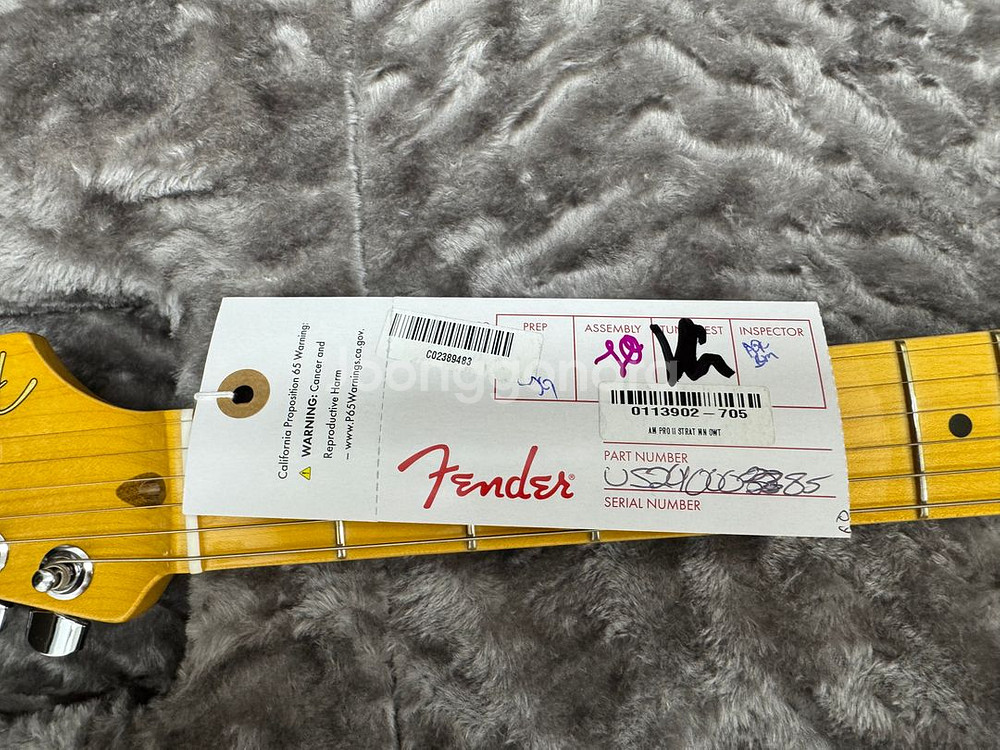 California Proposition 65 Warning:
⚠ WARNING: Cancer and
Reproductive Harm
– www.P65Warnings.ca.gov.
C02389483
PREP
ASSEMBLY
INSPECTOR
0113902-705
AM PRO II STRAT MN OWT
PART NUMBER
SERIAL NUMBER
Fender